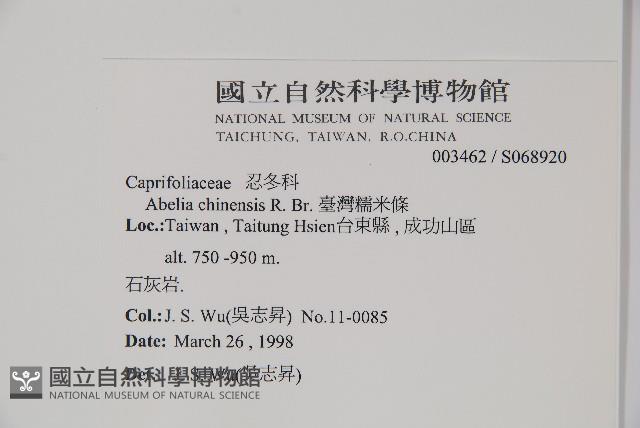 國立自然科學博物館
NATIONAL MUSEUM OF NATURAL SCIENCE
TAICHUNG, TAIWAN, R.O.CHINA
003462 / S068920
Caprifoliaceae 忍冬科
Abelia chinensis R. Br. 臺灣糯米條
Loc.:Taiwan , Taitung Hsien台東縣 , 成功山區
alt. 750 -950 m.
石灰岩.
Col.:J. S. Wu(吳志昇) No.11-0085
Date: March 26 , 1998
Det.: J. S. Wu(吳志昇)
國立自然科學博物館
NATIONAL MUSEUM OF NATURAL SCIENCE